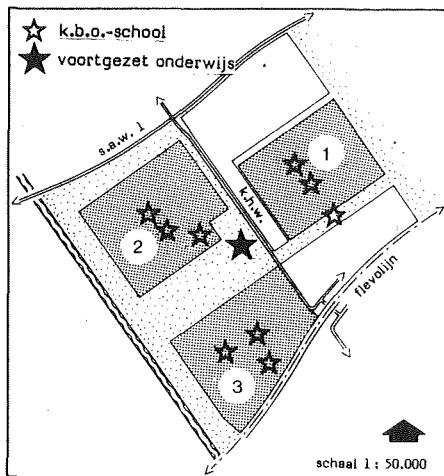 k.b.o.-school
voortgezet onderwijs
s.a.w. 1
1
k.h.w.
2
flevolijn
3
schaal 1 : 50.000